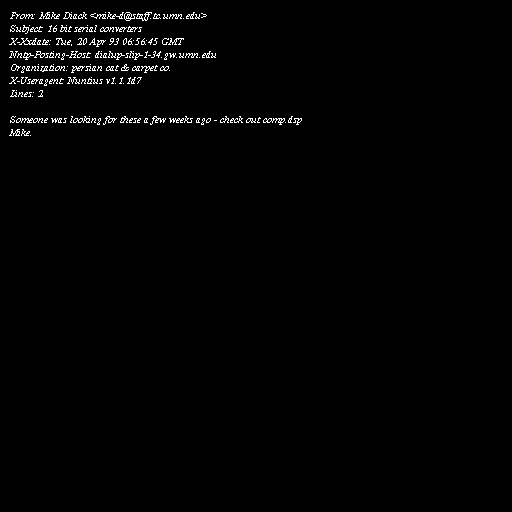 From: Mike Diack <mike-d@staff.tc.umn.edu>
Subject: 16 bit serial converters
X-Xxdate: Tue, 20 Apr 93 06:56:45 GMT
Nntp-Posting-Host: dialup-slip-1-34.gw.umn.edu
Organization: persian cat & carpet co.
X-Useragent: Nuntius v1.1.1d7
Lines: 2

Someone was looking for these a few weeks ago - check out comp.dsp
Mike.